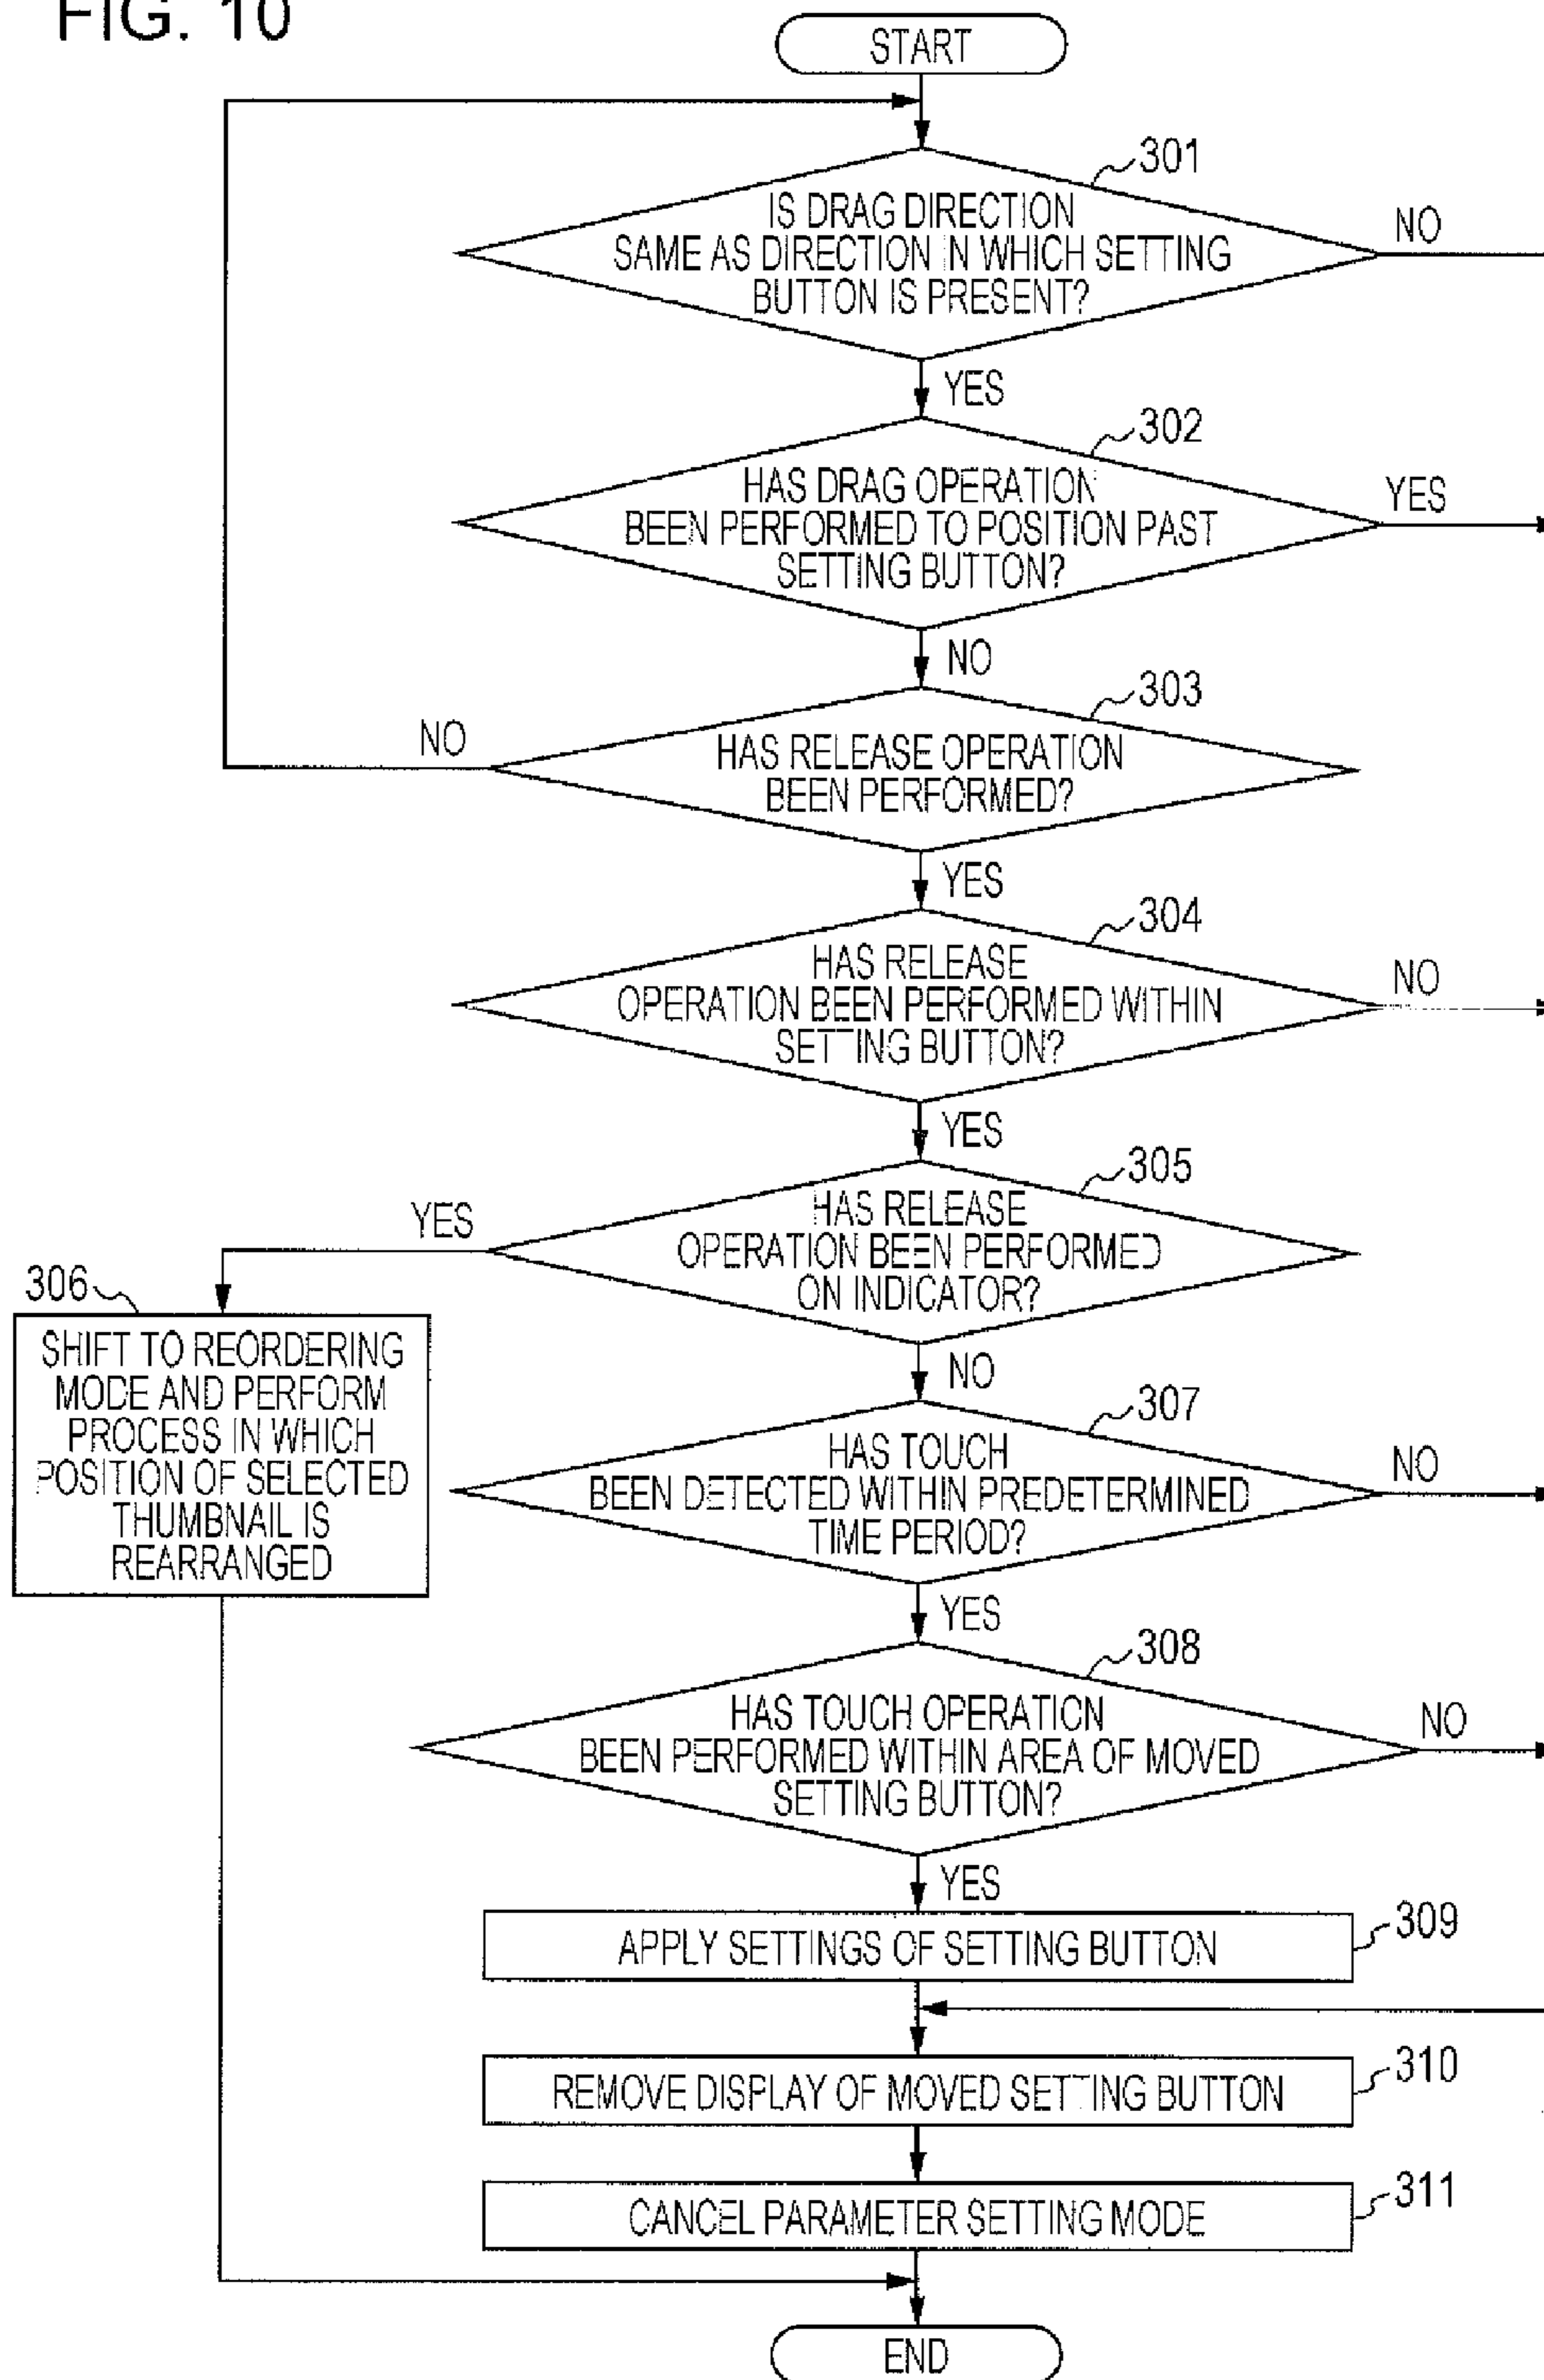 FIG. 10
START
301
IS DRAG DIRECTION
SAME AS DIRECTION IN WHICH SETTING
BUTTON IS PRESENT?
NO
YES
302
HAS DRAG OPERATION
BEEN PERFORMED TO POSITION PAST
SETTING BUTTON?
YES
NO
303
HAS RELEASE OPERATION
BEEN PERFORMED?
NO
YES
304
HAS RELEASE
OPERATION BEEN PERFORMED WITHIN
SETTING BUTTON?
NO
YES
305
HAS RELEASE
OPERATION BEEN PERFORMED
ON INDICATOR?
YES
306
SHIFT TO REORDERING
MODE AND PERFORM
PROCESS IN WHICH
POSITION OF SELECTED
THUMBNAIL IS
REARRANGED
NO
307
HAS TOUCH
BEEN DETECTED WITHIN PREDETERMINED
TIME PERIOD?
NO
YES
308
HAS TOUCH OPERATION
BEEN PERFORMED WITHIN AREA OF MOVED
SETTING BUTTON?
NO
YES
APPLY SETTINGS OF SETTING BUTTON
309
REMOVE DISPLAY OF MOVED SETTING BUTTON
310
CANCEL PARAMETER SETTING MODE
311
END